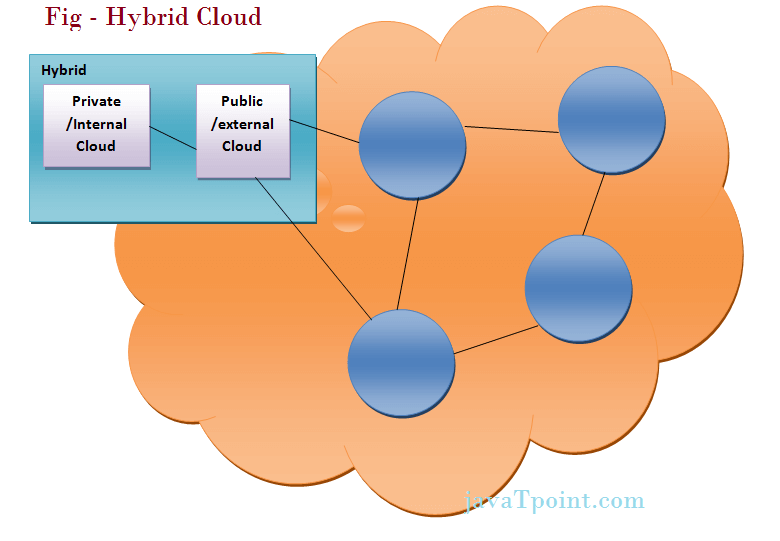 Fig - Hybrid Cloud
Hybrid
Private
/Internal
Cloud
Public
/external
Cloud
javaTpoint.com